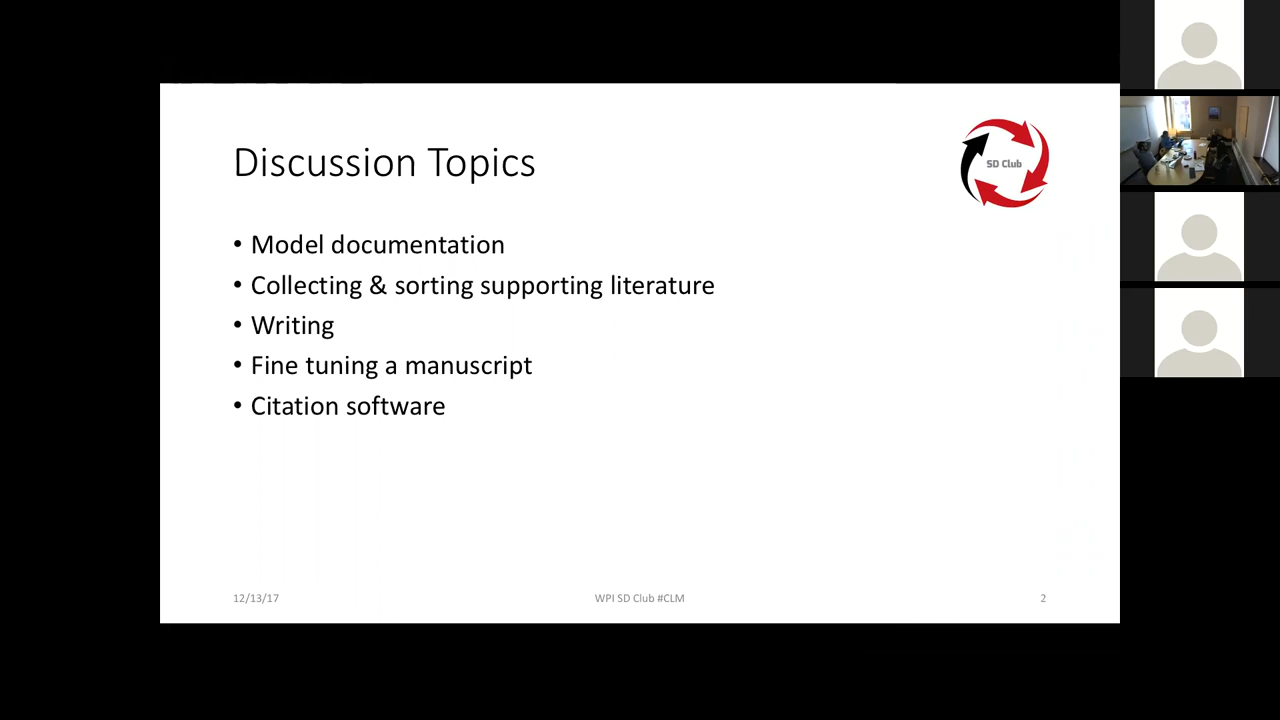 Discussion Topics
SD Club
• Model documentation
• Collecting & sorting supporting literature
• Writing
• Fine tuning a manuscript
• Citation software
12/13/17
WPI SD Club #CLM
2